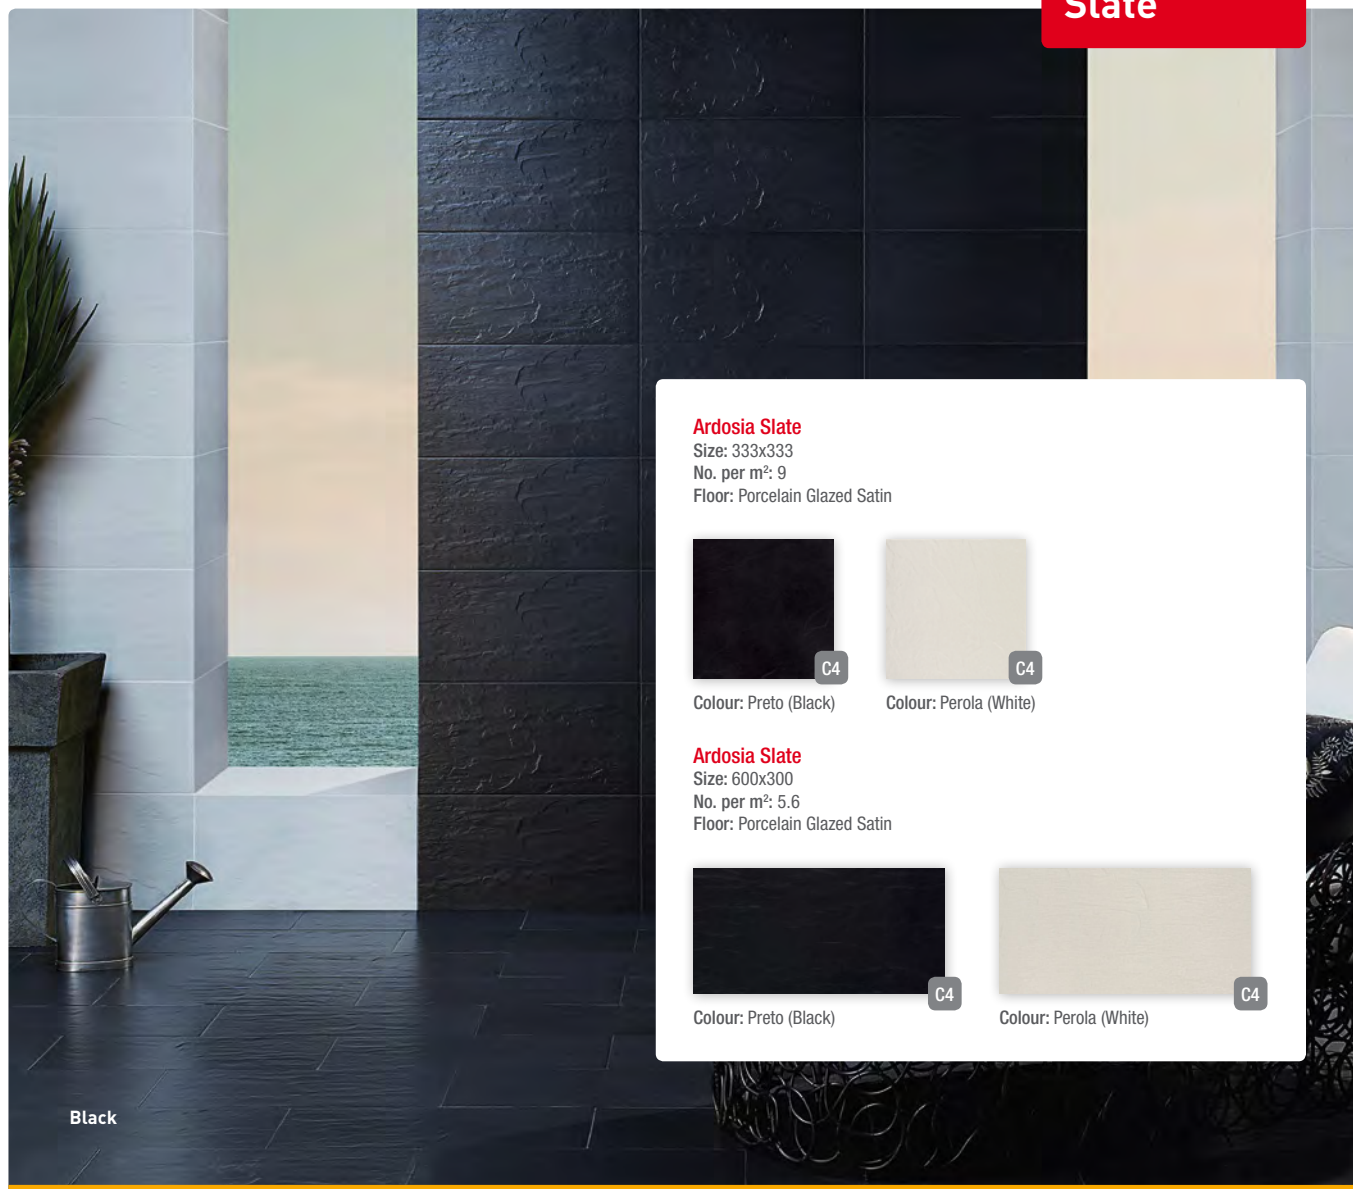 Slate
Ardosia Slate
Size: 333x333
No. per m²: 9
Floor: Porcelain Glazed Satin
C4
C4
Colour: Preto (Black)
Colour: Perola (White)
Ardosia Slate
Size: 600x300
No. per m²: 5.6
Floor: Porcelain Glazed Satin
C4
C4
Colour: Preto (Black)
Colour: Perola (White)
Black